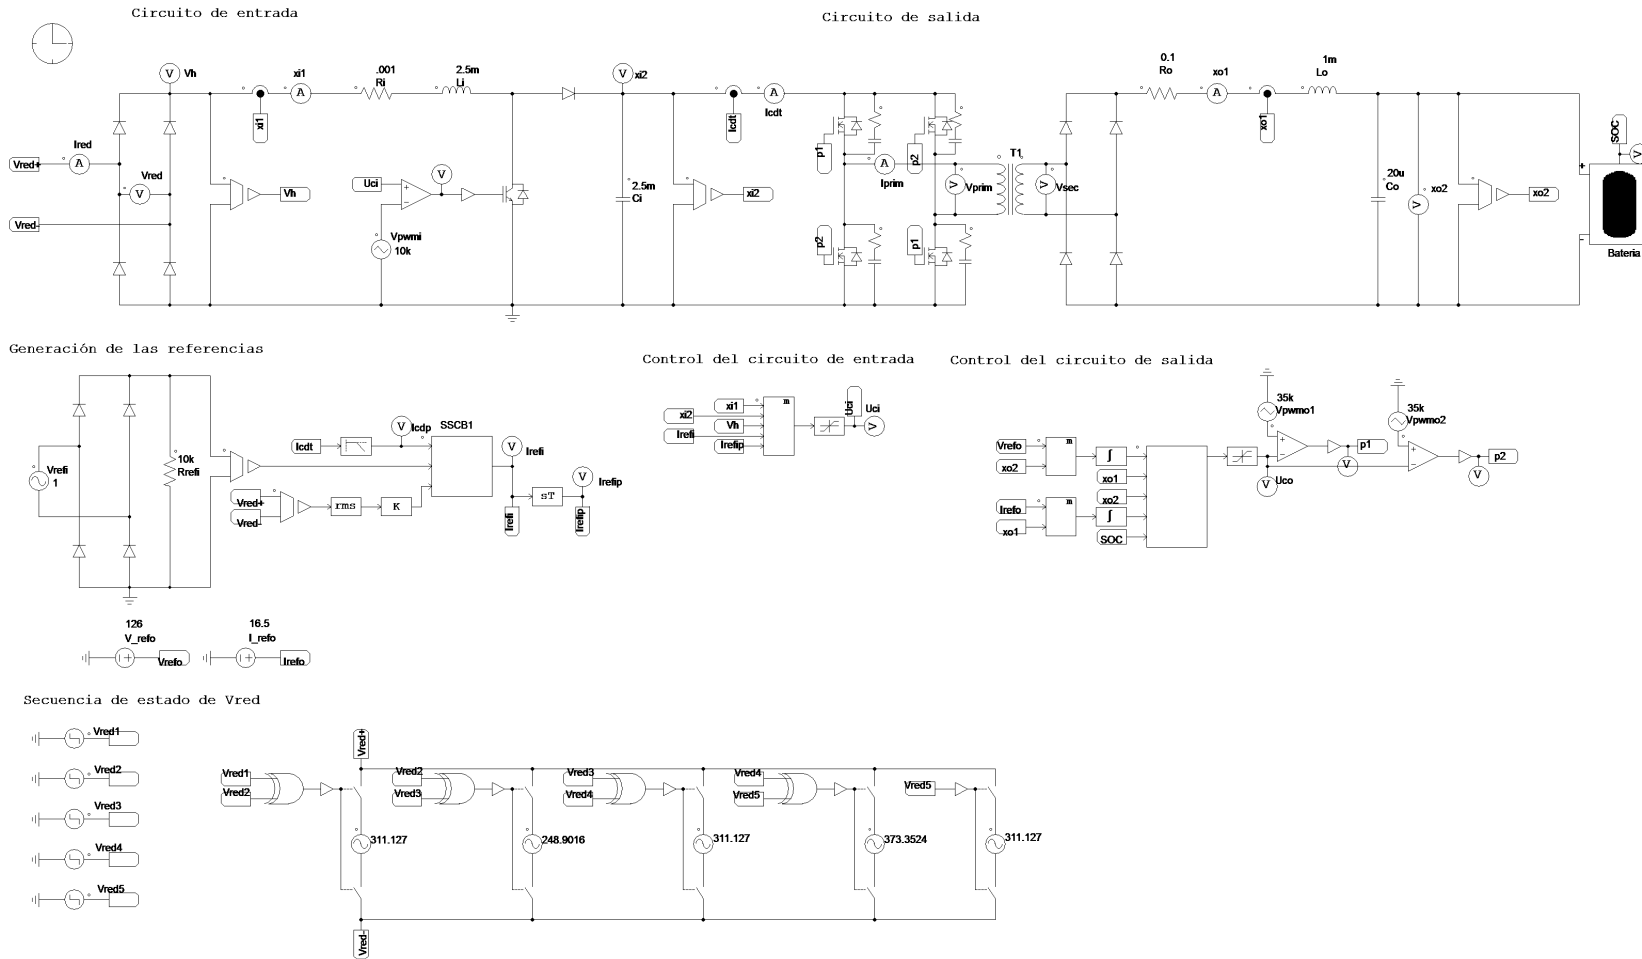 Circuito de entrada
Circuito de salida
Vh
xi1
.001
Ri
2.5m
Li
xi2
Icdt
Icdt
xi1
Vred+
Ired
Vred
Vred-
Vh
Uci
Vpwmi
10k
2.5m
Ci
xi2
p1
p2
Iprim
p2
p1
Vprim
T1
Vsec
0.1
Ro
xo1
xo1
1m
Lo
20u
Co
xo2
xo2
SOC
+
-
Bateria
Generación de las referencias
Vrefi
1
10k
Rrefi
Icdt
Icdp
SSCB1
Vred+
Vred-
rms
K
Irefi
Irefi
sT
Irefip
Irefip
126
V_refo
Vrefo
16.5
I_refo
Irefo
Control del circuito de entrada
xi1
xi2
Vh
Irefi
Irefip
m
Uci
Uci
Control del circuito de salida
Vrefo
xo2
m
∫
xo1
xo2
Irefo
xo1
m
∫
SOC
Uco
35k
Vpwmo1
p1
35k
Vpwmo2
p2
Secuencia de estado de Vred
Vred1
Vred2
Vred3
Vred4
Vred5
Vred+
Vred1
Vred2
311.127
Vred2
Vred3
248.9016
Vred3
Vred4
311.127
Vred4
Vred5
373.3524
Vred5
311.127
Vred-